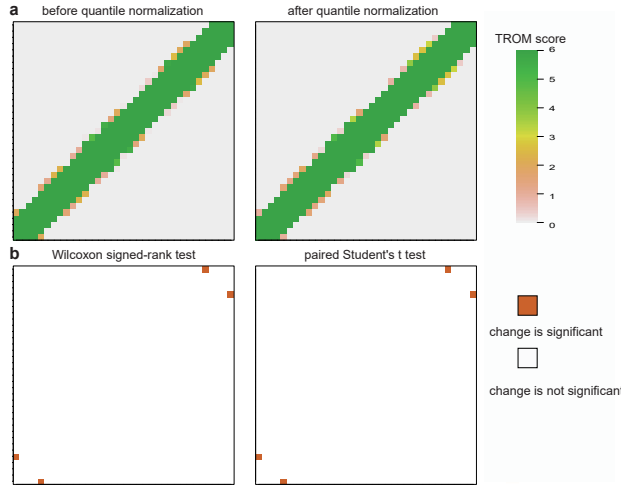 a
before quantile normalization
after quantile normalization
TROM score
6
5
4
3
2
1
0
b
Wilcoxon signed-rank test
paired Student's t test
change is significant
change is not significant